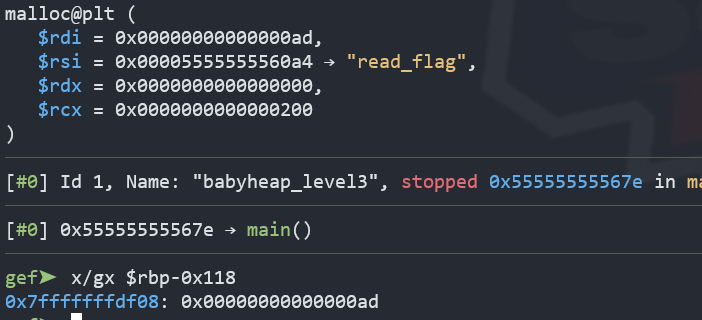 malloc@plt (
   $rdi = 0x00000000000000ad,
   $rsi = 0x00005555555560a4 → "read_flag",
   $rdx = 0x0000000000000000,
   $rcx = 0x0000000000000200
)
[#0] Id 1, Name: "babyheap_level3", stopped 0x55555555567e in ma
[#0] 0x55555555567e → main()
gef➤  x/gx $rbp-0x118
0x7fffffffdf08: 0x00000000000000ad